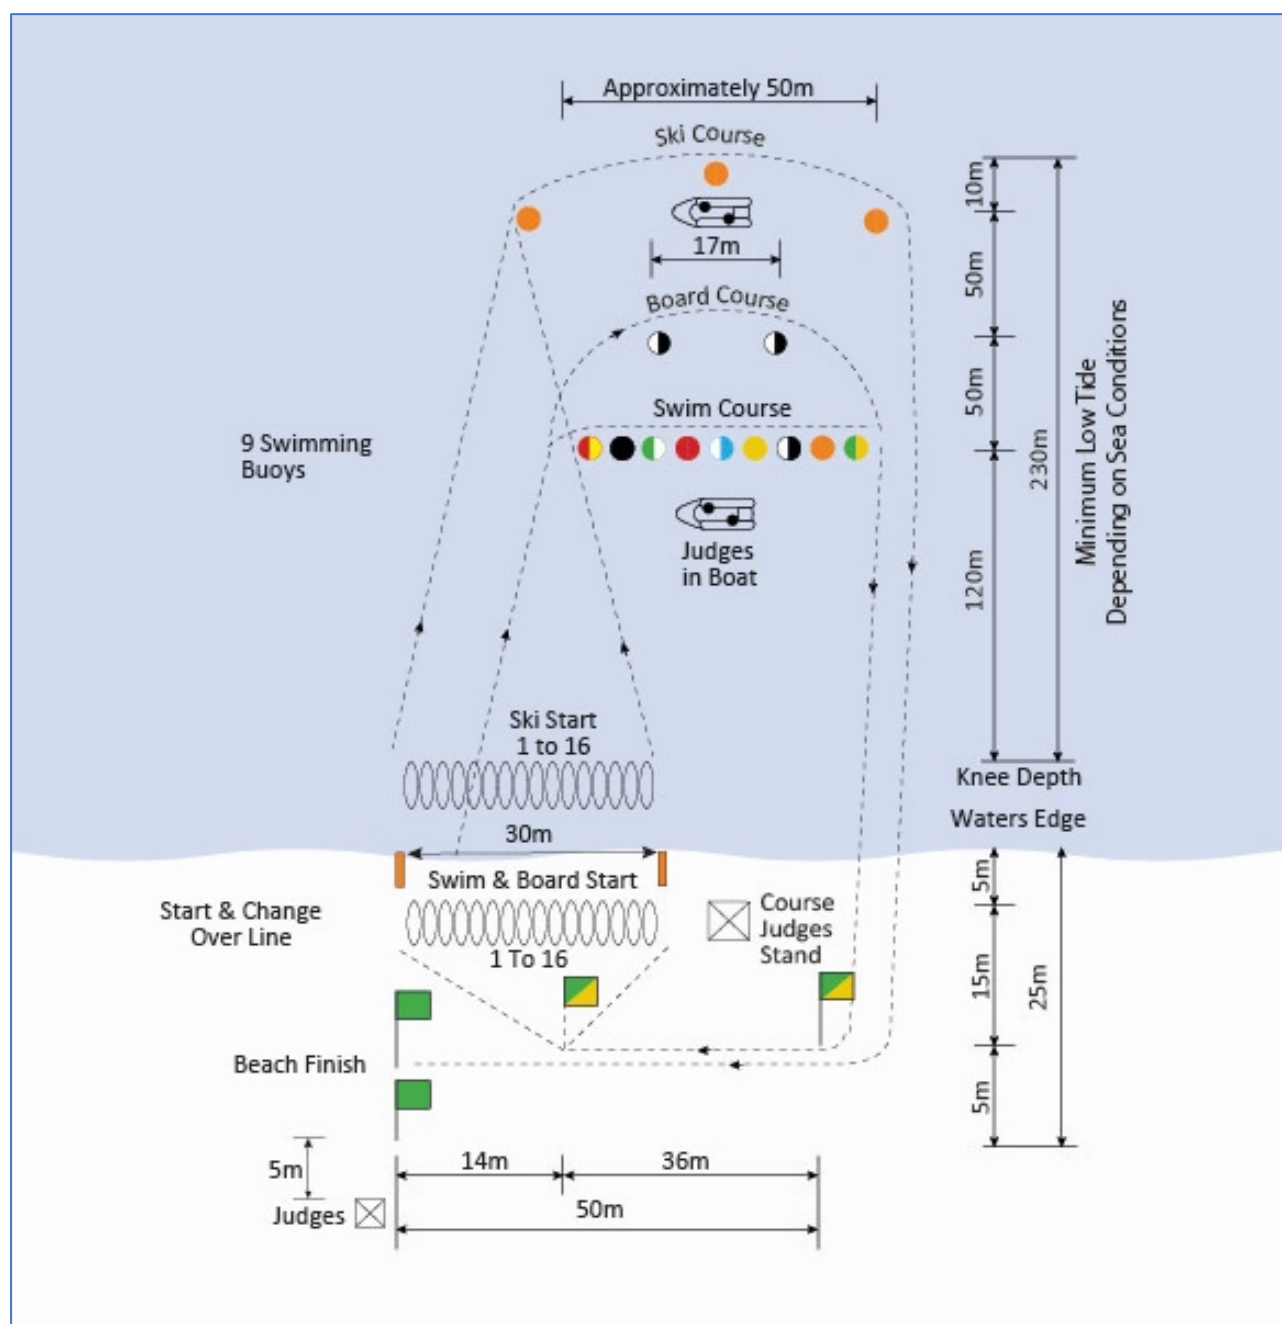 Approximately 50m
Ski Course
10m
17m
50m
Board Course
50m
Swim Course
9 Swimming
Buoys
230m
Minimum Low Tide
Depending on Sea Conditions
Judges
in Boat
120m
Ski Start
1 to 16
Knee Depth
Waters Edge
30m
Swim & Board Start
5m
Start & Change
Over Line
Course
Judges
Stand
1 To 16
15m
25m
Beach Finish
5m
5m
14m
36m
Judges
50m